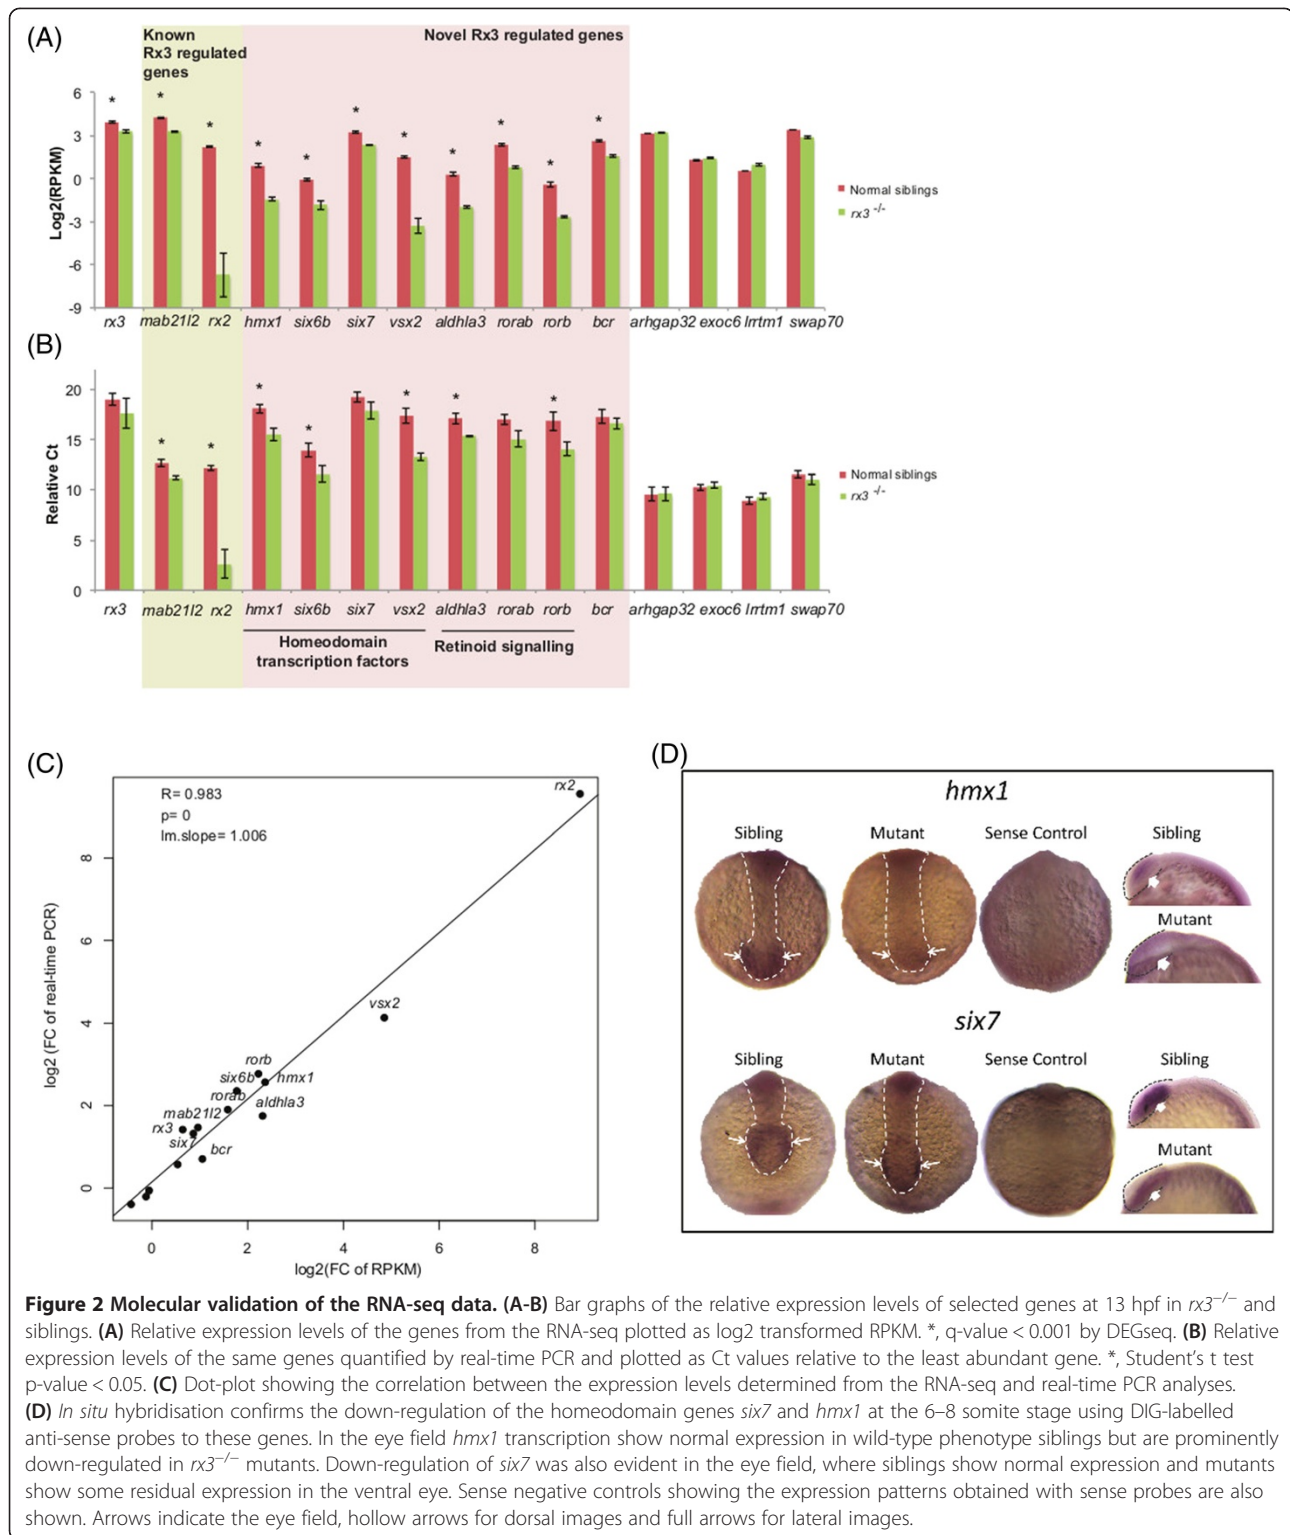 (A)
Known
Rx3 regulated
genes
Novel Rx3 regulated genes
Log2(RPKM)
6
3
0
-3
-6
-9
* * * * * * * * * * *
Normal siblings
rx3 -/-
rx3 mab21l2 rx2 hmx1 six6b six7 vsx2 aldhla3 rorab rorb bcr arhgap32 exoc6 lrrtm1 swap70
(B)
Relative Ct
20
15
10
5
0
* * * * * * *
Normal siblings
rx3 -/-
rx3 mab21l2 rx2 hmx1 six6b six7 vsx2 aldhla3 rorab rorb bcr arhgap32 exoc6 lrrtm1 swap70
Homeodomain
transcription factors
Retinoid signalling
(C)
R= 0.983
p= 0
lm.slope= 1.006
log2 (FC of real-time PCR)
8
6
4
2
0
rx2
vsx2
rorb
six6b
hmx1
rorab
aldhla3
mab21l2
rx3
six7
bcr
0 2 4 6 8
log2(FC of RPKM)
(D)
hmx1
Sibling Mutant Sense Control Sibling
Mutant
six7
Sibling Mutant Sense Control Sibling
Mutant
Figure 2 Molecular validation of the RNA-seq data. (A-B) Bar graphs of the relative expression levels of selected genes at 13 hpf in rx3−/− and
siblings. (A) Relative expression levels of the genes from the RNA-seq plotted as log2 transformed RPKM. *, q-value < 0.001 by DEGseq. (B) Relative
expression levels of the same genes quantified by real-time PCR and plotted as Ct values relative to the least abundant gene. *, Student's t test
p-value < 0.05. (C) Dot-plot showing the correlation between the expression levels determined from the RNA-seq and real-time PCR analyses.
(D) In situ hybridisation confirms the down-regulation of the homeodomain genes six7 and hmx1 at the 6–8 somite stage using DIG-labelled
anti-sense probes to these genes. In the eye field hmx1 transcription show normal expression in wild-type phenotype siblings but are prominently
down-regulated in rx3−/− mutants. Down-regulation of six7 was also evident in the eye field, where siblings show normal expression and mutants
show some residual expression in the ventral eye. Sense negative controls showing the expression patterns obtained with sense probes are also
shown. Arrows indicate the eye field, hollow arrows for dorsal images and full arrows for lateral images.